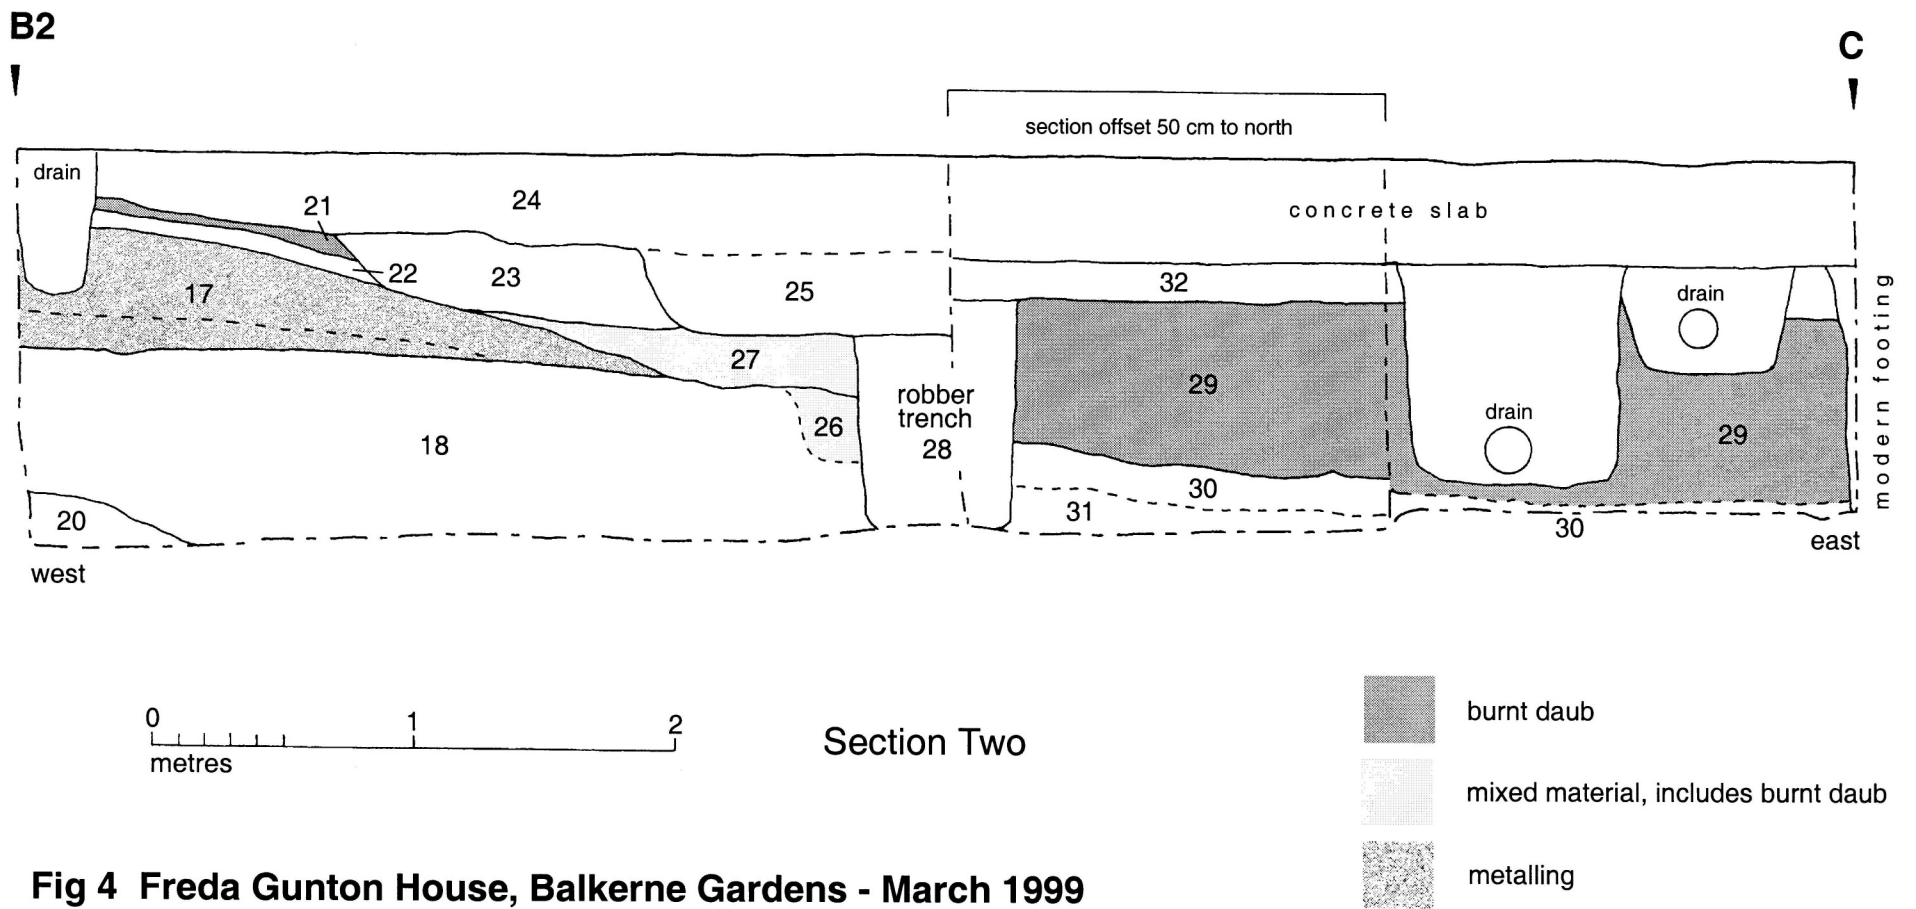 B2
C
section offset 50 cm to north
drain
21
24
concrete slab
22
23
25
32
17
drain
27
29
robber
trench
28
26
drain
29
18
30
31
20
30
modern footing
west
east
0 1 2
metres
Section Two
burnt daub
mixed material, includes burnt daub
metalling
Fig 4 Freda Gunton House, Balkerne Gardens - March 1999